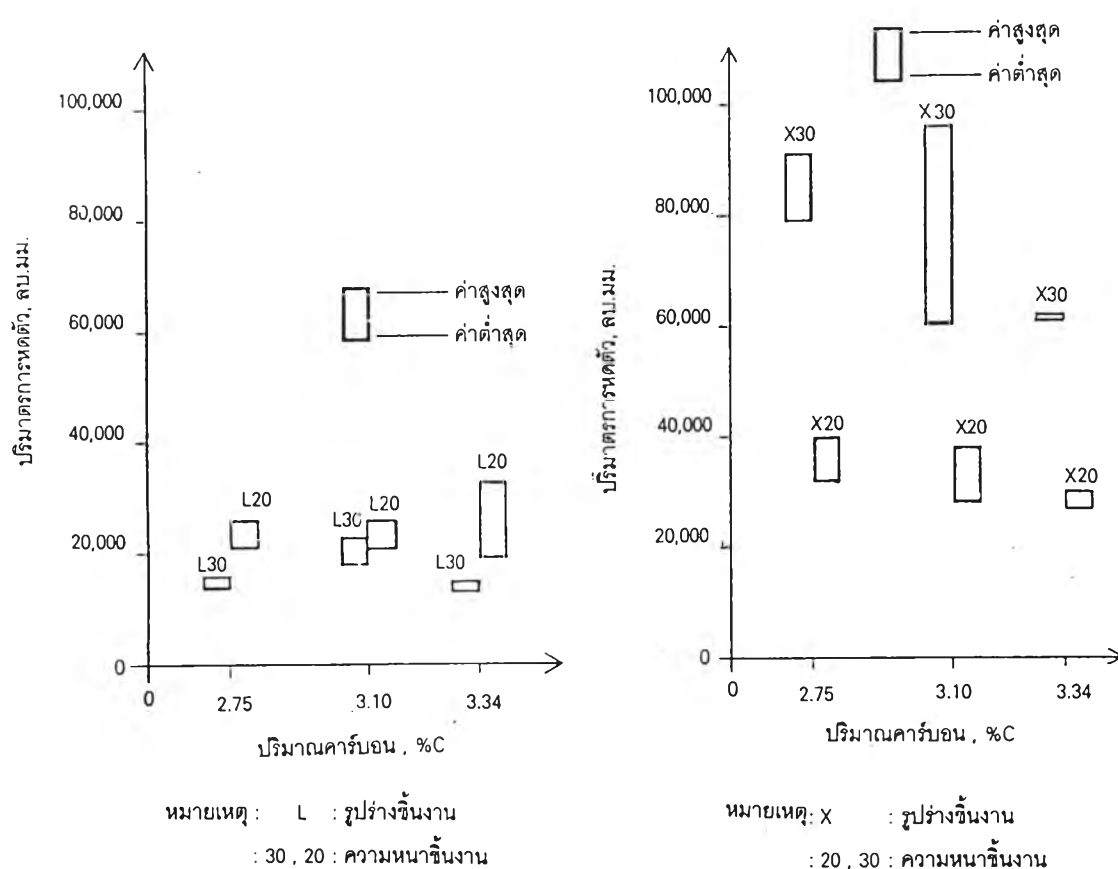 ปริมาตรการหดตัว, ลบ.มม.
100,000
80,000
60,000
40,000
20,000
0
ค่าสูงสุด
ค่าต่ำสุด
L30
L20
L30
L20
L30
L20
0
2.75
3.10
3.34
ปริมาณคาร์บอน , %C
หมายเหตุ : L : รูปร่างชิ้นงาน
: 30 , 20 : ความหนาชิ้นงาน
ค่าสูงสุด
ค่าต่ำสุด
ปริมาตรการหดตัว, ลบ.มม.
100,000
80,000
60,000
40,000
20,000
0
X30
X30
X30
X20
X20
X20
0
2.75
3.10
3.34
ปริมาณคาร์บอน , %C
หมายเหตุ: X : รูปร่างชิ้นงาน
: 20 , 30 : ความหนาชิ้นงาน